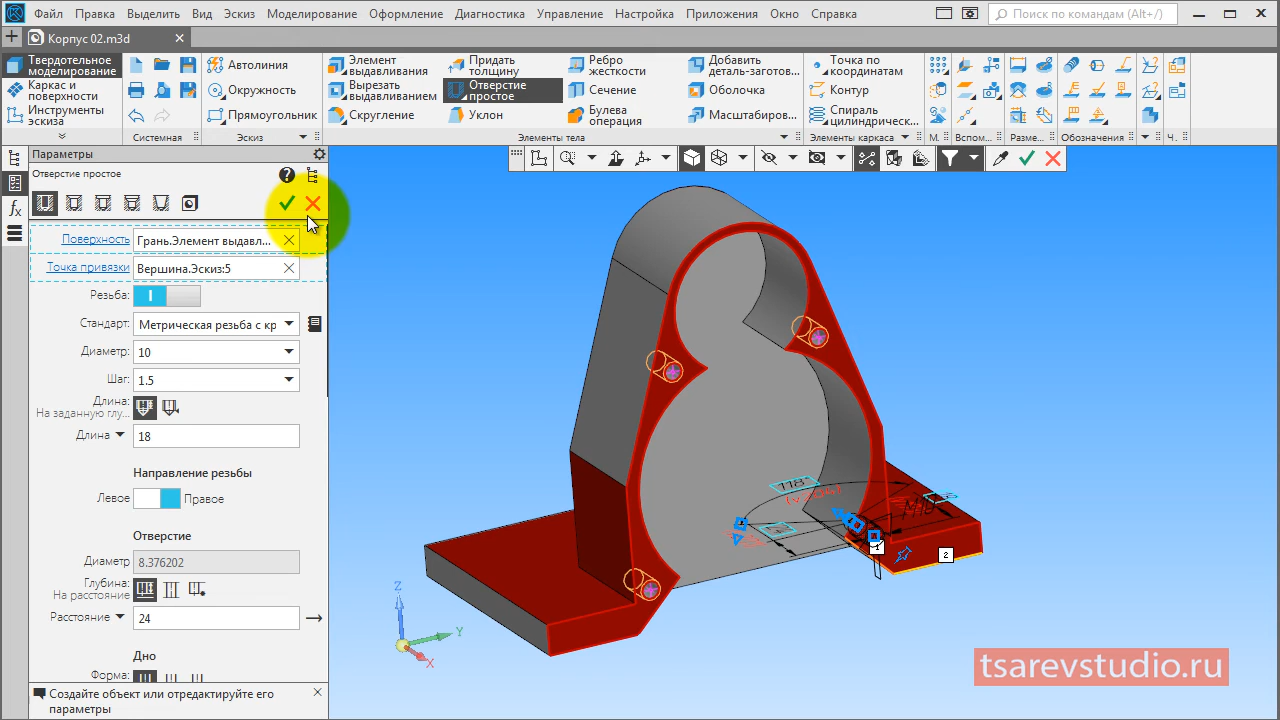 Файл Правка Выделить Вид Эскиз Моделирование Оформление Диагностика Управление Настройка Приложения Окно Справка
Поиск по командам (Alt+/)
Корпус 02.m3d
Твердотельное моделирование
Каркас и поверхности
Инструменты эскиза
Системная
Автолиния
Окружность
Прямоугольник
Эскиз
Элемент выдавливания
Вырезать выдавливанием
Скругление
Придать толщину
Отверстие простое
Уклон
Ребро жесткости
Сечение
Булева операция
Добавить деталь-заготов...
Оболочка
Масштабиров...
Элементы тела
Точка по координатам
Контур
Спираль цилиндрическ...
Элементы каркаса
М...
Вспом...
Разме...
Обозначения
Ч...
Параметры
Отверстие простое
?
Поверхность Грань.Элемент выдавл...
Точка привязки Вершина.Эскиз:5
Резьба:
Стандарт: Метрическая резьба с кр
Диаметр: 10
Шаг: 1.5
Длина:
На заданную глу...
Длина 18
Направление резьбы
Левое Правое
Отверстие
Диаметр 8.376202
Глубина:
На расстояние
Расстояние 24
Дно
Форма:
Создайте объект или отредактируйте его
параметры
118°
1
2
Z
Y
X
tsarevstudio.ru